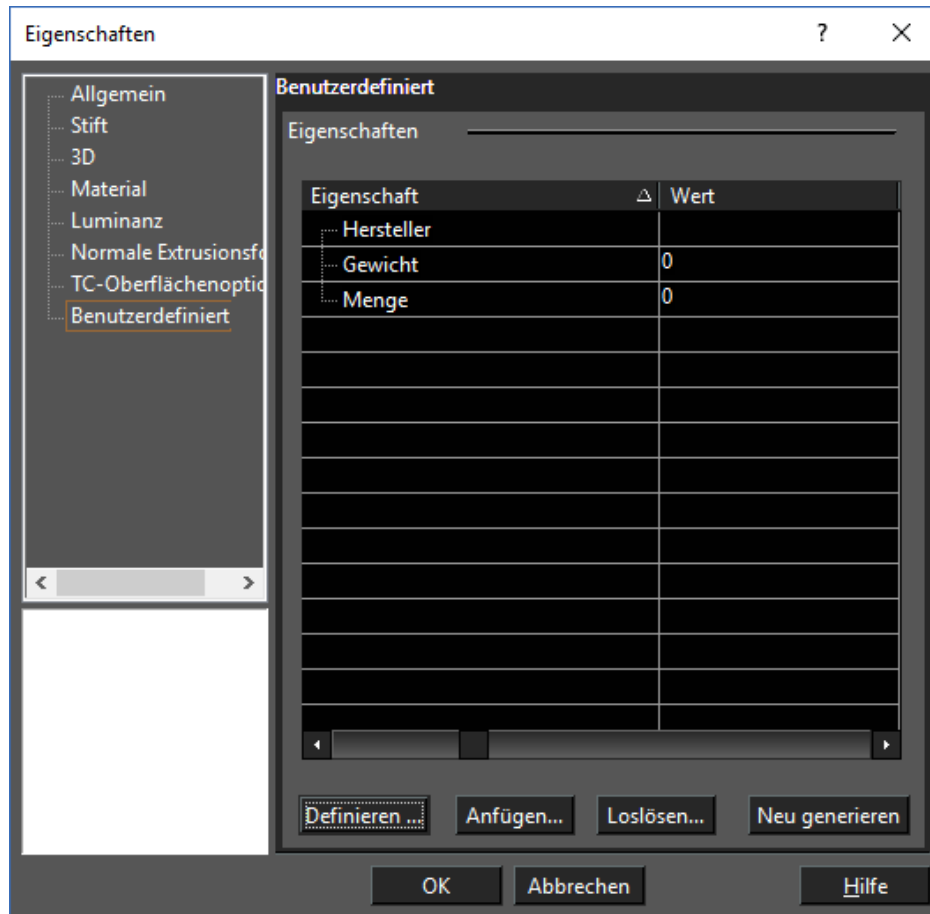 Eigenschaften
Allgemein
Stift
3D
Material
Luminanz
Normale Extrusionsfo
TC-Oberflächenoptio
Benutzerdefiniert
Benutzerdefiniert
Eigenschaften
Eigenschaft Wert
Hersteller
Gewicht 0
Menge 0
Definieren ... Anfügen... Loslösen... Neu generieren
OK Abbrechen Hilfe